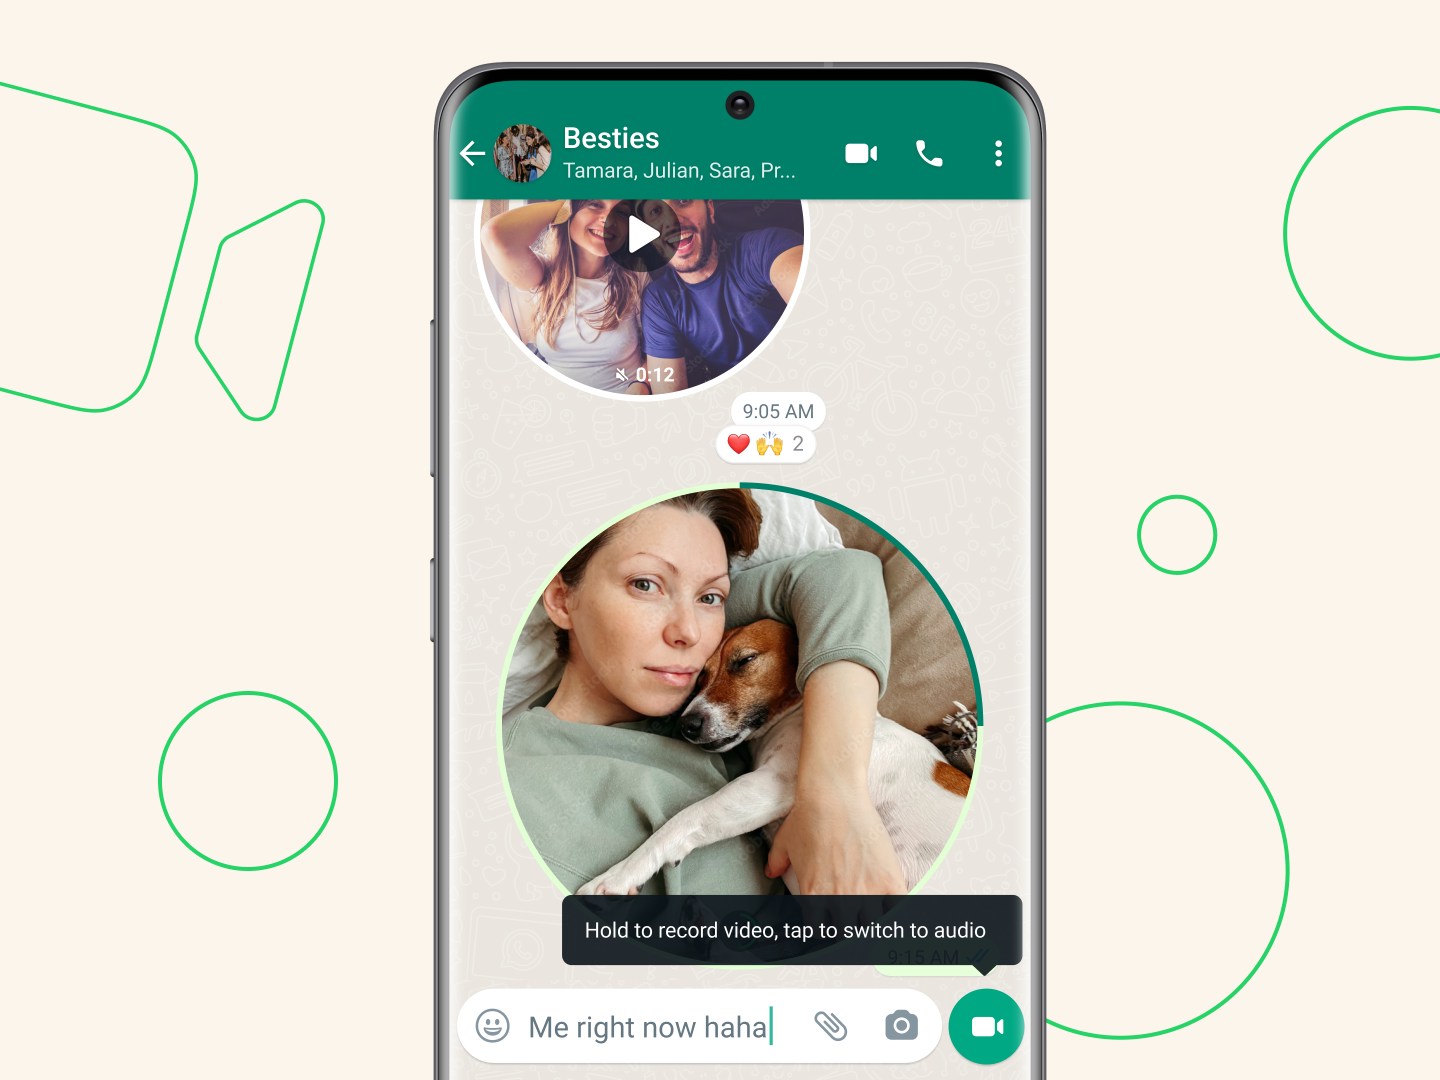 Besties
Tamara, Julian, Sara, Pr...
0:12
9:05 AM
❤️ 🙌 2
Hold to record video, tap to switch to audio
9:15 AM
Me right now haha